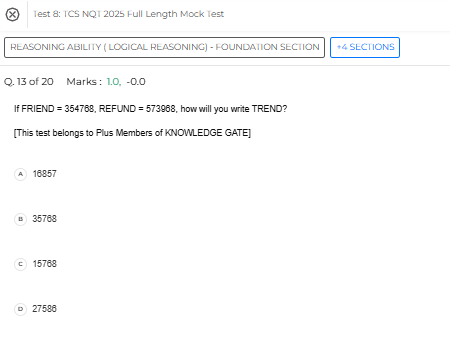 Test 8: TCS NQT 2025 Full Length Mock Test
REASONING ABILITY ( LOGICAL REASONING) - FOUNDATION SECTION +4 SECTIONS
Q. 13 of 20 Marks : 1.0, -0.0
If FRIEND = 354768, REFUND = 573968, how will you write TREND?
[This test belongs to Plus Members of KNOWLEDGE GATE]
A 16857
B 35768
C 15768
D 27586